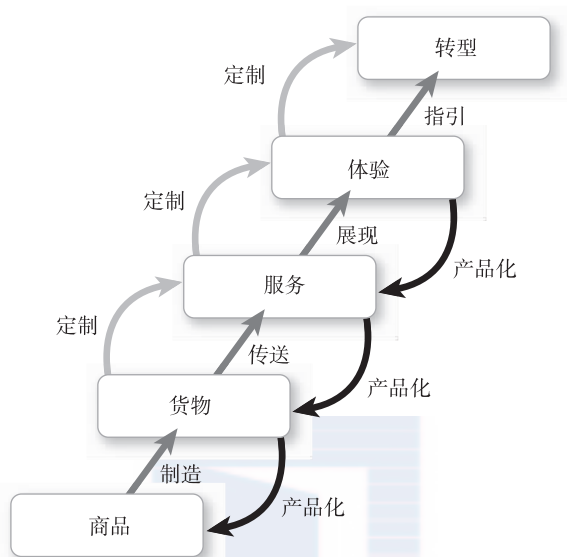 转型
定制
指引
体验
定制
展现
产品化
服务
定制
传送
产品化
货物
制造
产品化
商品